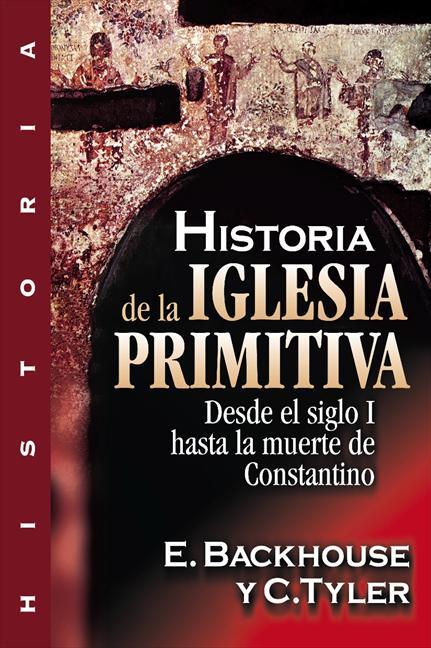 HISTORIA
HISTORIA
de la IGLESIA
PRIMITIVA
Desde el siglo I
hasta la muerte de
Constantino
E. BACKHOUSE
Y C. TYLER